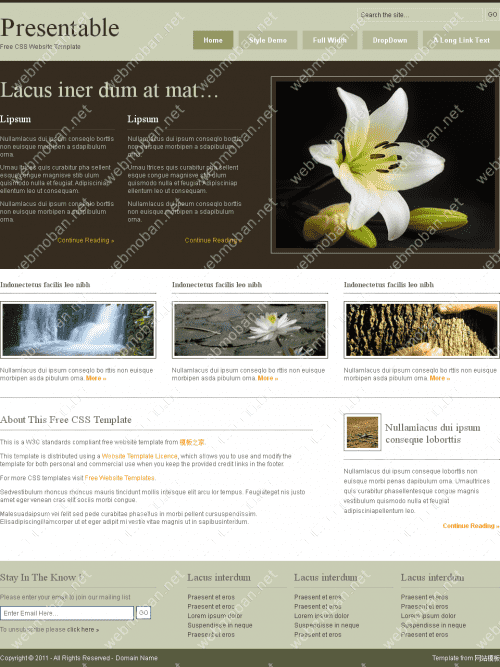 Search the site... GO
Presentable
Free CSS Website Template
Home Style Demo Full Width DropDown A Long Link Text
Lacus iner dum at mat...
Lipsum Lipsum
Nullamlacus dui ipsum conseqlo borttis Nullamlacus dui ipsum conseqlo borttis
non euisque morbipen a sdapibulum non euisque morbipen a sdapibulum
orna. orna.
Urnau ltrices quis curabitur pha sellent Urnau ltrices quis curabitur pha sellent
esque congue magnisve stib ulum esque congue magnisve stib ulum
quismodo nulla et feugiat. Adipisciniap quismodo nulla et feugiat. Adipisciniap
ellentum leo ut consequam. ellentum leo ut consequam.
Nullamlacus dui ipsum conseqlo borttis Nullamlacus dui ipsum conseqlo borttis
non euisque morbipen a sdapibulum non euisque morbipen a sdapibulum
orna. orna.
Continue Reading » Continue Reading »
Indonectetus facilis leo nibh Indonectetus facilis leo nibh Indonectetus facilis leo nibh
Nullamlacus dui ipsum conseqlo bo rttis non euisque Nullamlacus dui ipsum conseqlo bo rttis non euisque Nullamlacus dui ipsum conseqlo bo rttis non euisque
morbipen asda pibulum orna. More » morbipen asda pibulum orna. More » morbipen asda pibulum orna. More »
About This Free CSS Template
This is a W3C standards compliant free website template from 模板之家.
This template is distributed using a Website Template Licence, which allows you to use and modify the
template for both personal and commercial use when you keep the provided credit links in the footer.
For more CSS templates visit Free Website Templates.
Sedvestibulum rhoncus rhoncus mauris tincidunt mollis intesque elit arcu lor tempus. Feugiateget nis justo
amet eger venean cras elit sociis morbi congue.
Malesuadaipsum vel felit sed pede curabitae phasellus in morbi pellent cursuspendissim.
Elisadipiscingilamcorper ut et eger adipit mi vestie vitae magnis ut in sapibusinterdum.
Nullamlacus dui ipsum
conseque loborttis
Nullamlacus dui ipsum conseque loborttis non
euisque morbi penas dapibulum orna. Urnaultrices
quis curabitur phasellentesque congue magnis
vestibulum quismodo nulla et feugiat.
adipisciniapellentum leo.
Continue Reading »
Stay In The Know ! Lacus interdum Lacus interdum Lacus interdum
Please enter your email to join our mailing list Praesent et eros Praesent et eros Praesent et eros
Enter Email Here... GO Praesent et eros Praesent et eros Praesent et eros
Lorem ipsum dolor Lorem ipsum dolor Lorem ipsum dolor
To unsubscribe please click here » Suspendisse in neque Suspendisse in neque Suspendisse in neque
Praesent et eros Praesent et eros Praesent et eros
Copyright © 2011 - All Rights Reserved - Domain Name Template from 网站模板
webmoban.net